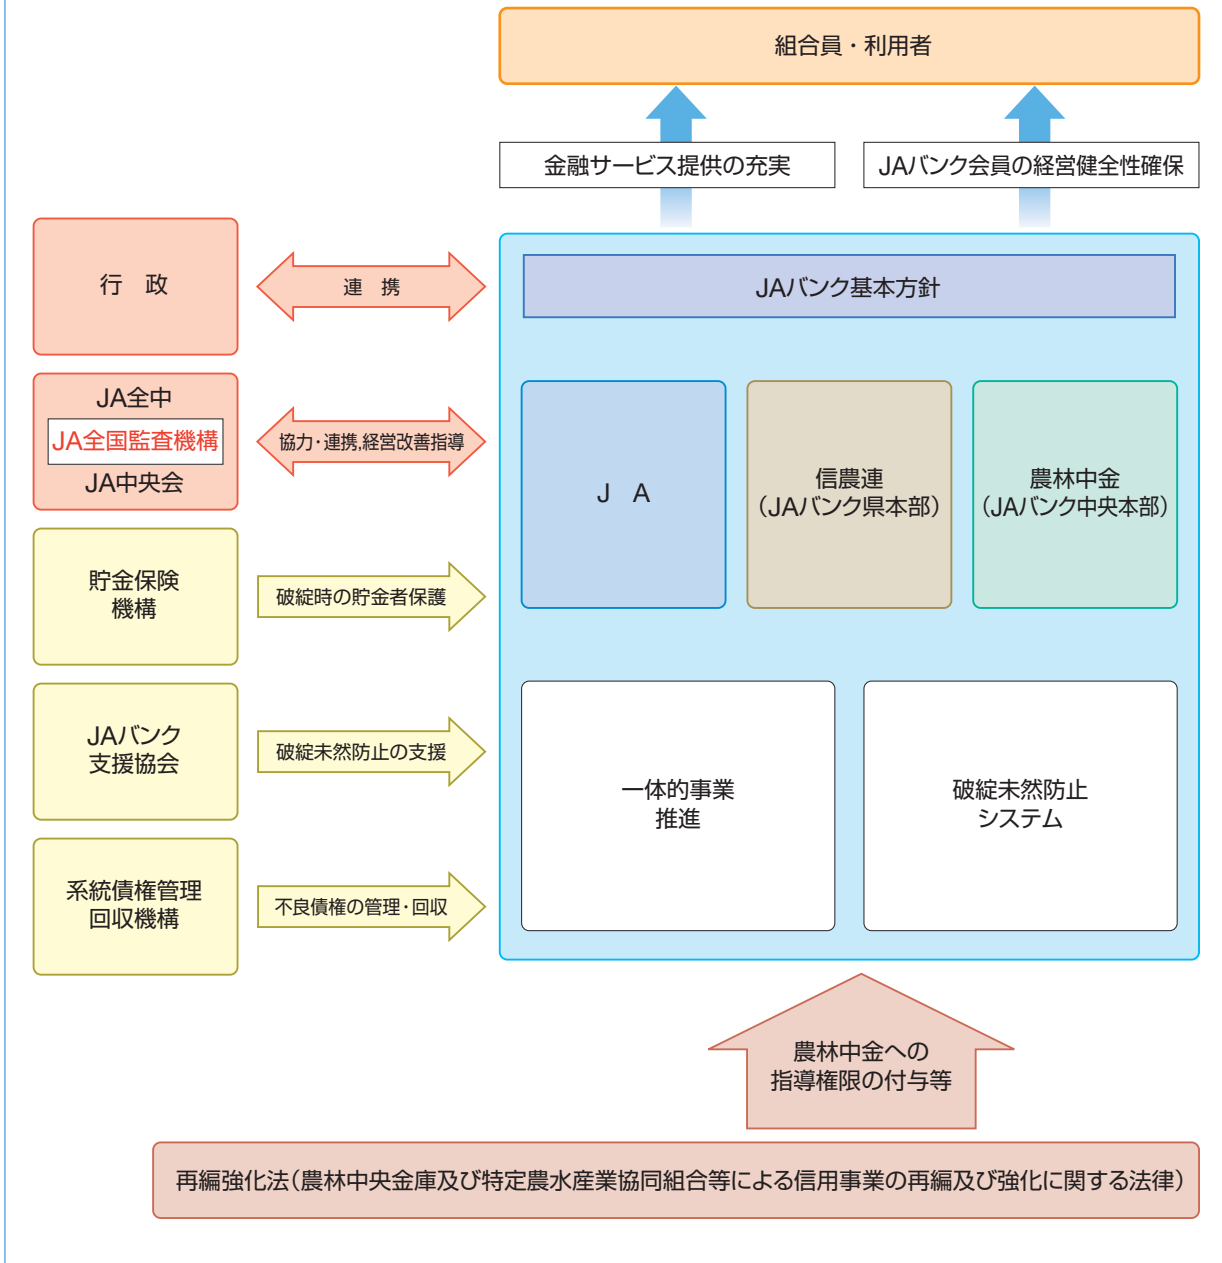 組合員・利用者
金融サービス提供の充実
JAバンク会員の経営健全性確保
行　政
連　携
JAバンク基本方針
JA全中
JA全国監査機構
JA中央会
協力・連携,経営改善指導
J　A
信農連
（JAバンク県本部）
農林中金
（JAバンク中央本部）
貯金保険
機構
破綻時の貯金者保護
JAバンク
支援協会
破綻未然防止の支援
一体的事業
推進
破綻未然防止
システム
系統債権管理
回収機構
不良債権の管理・回収
農林中金への
指導権限の付与等
再編強化法（農林中央金庫及び特定農水産業協同組合等による信用事業の再編及び強化に関する法律）